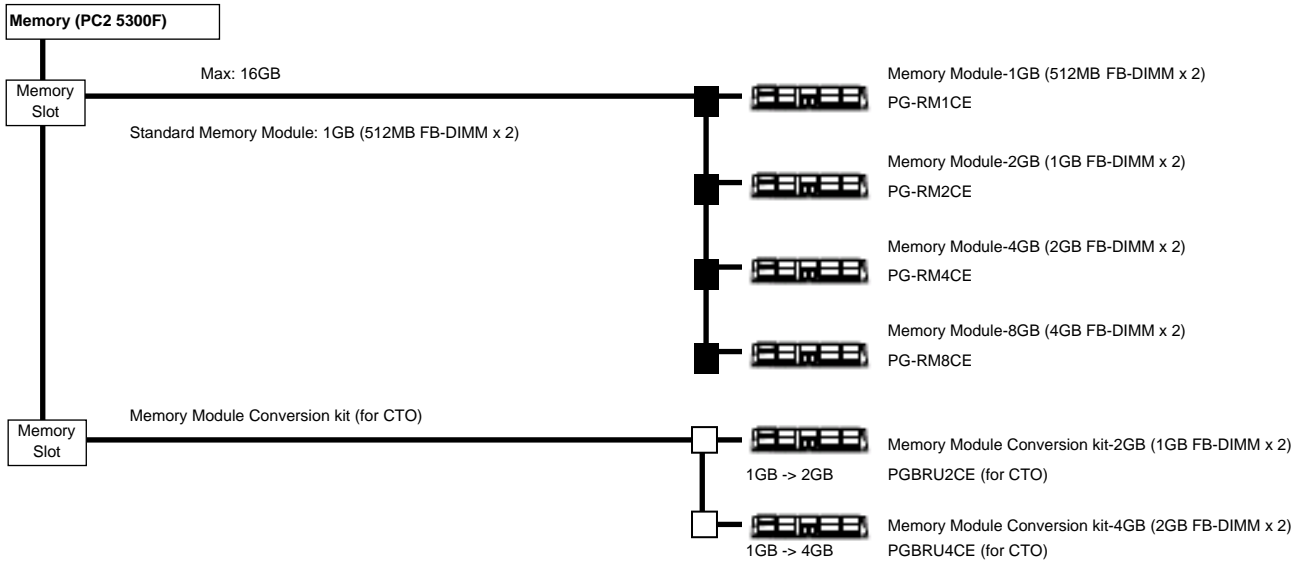 Memory (PC2 5300F)
Max: 16GB
Memory
Slot
Standard Memory Module: 1GB (512MB FB-DIMM x 2)
Memory Module-1GB (512MB FB-DIMM x 2)
PG-RM1CE
Memory Module-2GB (1GB FB-DIMM x 2)
PG-RM2CE
Memory Module-4GB (2GB FB-DIMM x 2)
PG-RM4CE
Memory Module-8GB (4GB FB-DIMM x 2)
PG-RM8CE
Memory
Slot
Memory Module Conversion kit (for CTO)
Memory Module Conversion kit-2GB (1GB FB-DIMM x 2)
1GB -> 2GB
PGBRU2CE (for CTO)
Memory Module Conversion kit-4GB (2GB FB-DIMM x 2)
1GB -> 4GB
PGBRU4CE (for CTO)